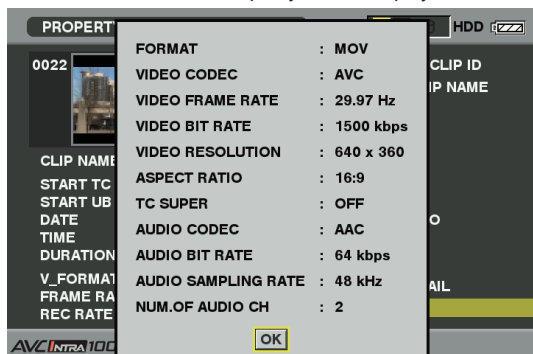 PROPERT
HDD
0022
CLIP ID
IP NAME
FORMAT : MOV
VIDEO CODEC : AVC
VIDEO FRAME RATE : 29.97 Hz
VIDEO BIT RATE : 1500 kbps
VIDEO RESOLUTION : 640 x 360
ASPECT RATIO : 16:9
TC SUPER : OFF
AUDIO CODEC : AAC
AUDIO BIT RATE : 64 kbps
AUDIO SAMPLING RATE : 48 kHz
NUM.OF AUDIO CH : 2
OK
CLIP NAME
START TC
START UB
DATE
TIME
DURATION
V_FORMAT
FRAME RA
REC RATE
O
AIL
AVC INTRA 100